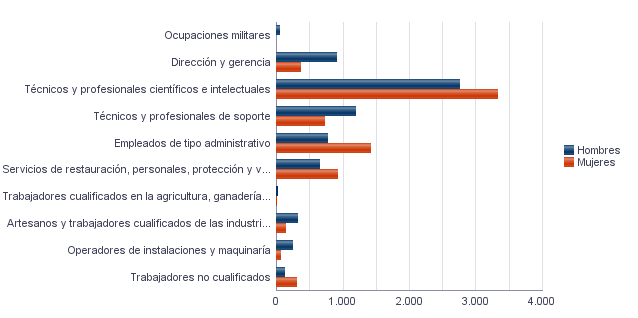 Ocupaciones militares
Dirección y gerencia
Técnicos y profesionales científicos e intelectuales
Técnicos y profesionales de soporte
Empleados de tipo administrativo
Servicios de restauración, personales, protección y v...
Trabajadores cualificados en la agricultura, ganadería...
Artesanos y trabajadores cualificados de las industri...
Operadores de instalaciones y maquinaría
Trabajadores no cualificados
0 1.000 2.000 3.000 4.000
Hombres
Mujeres